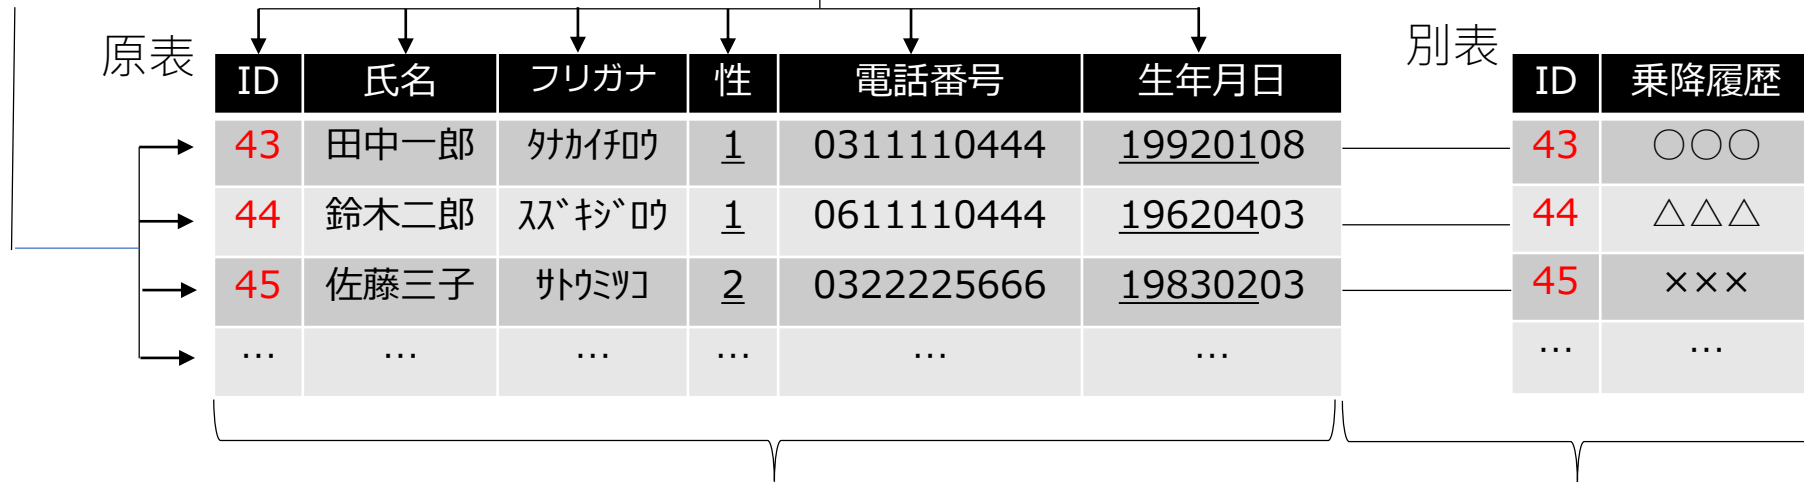 原表
別表
ID 氏名 フリガナ 性 電話番号 生年月日 ID 乗降履歴
43 田中一郎 ﾀﾅｶｲﾁﾛｳ 1 0311110444 19920108 43 〇〇〇
44 鈴木二郎 ｽｽﾞｷｼﾞﾛｳ 1 0611110444 19620403 44 △△△
45 佐藤三子 ｻﾄｳﾐﾂｺ 2 0322225666 19830203 45 ×××
… … … … … … … …